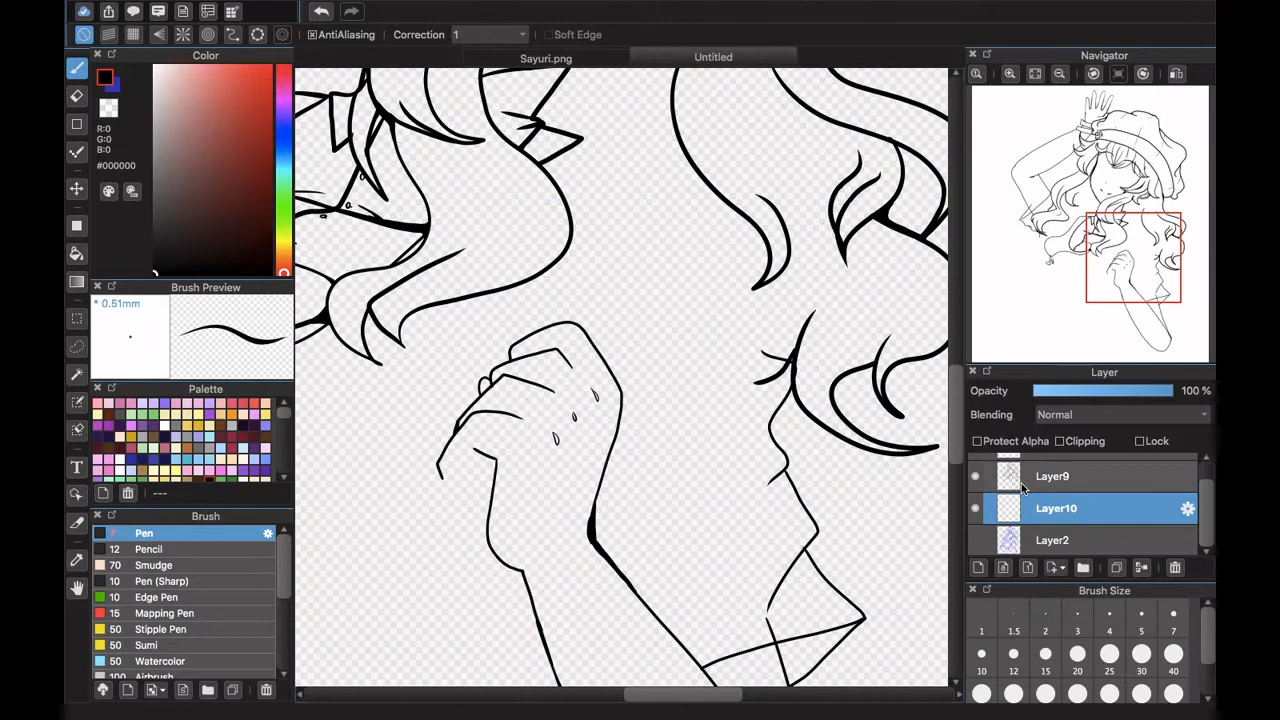 AntiAliasing Correction 1 Soft Edge
Color
Sayuri.png
Untitled
Navigator
R:0
G:0
B:0
#000000
Brush Preview
* 0.51mm
Palette
---
Layer
Opacity 100 %
Blending Normal
Protect Alpha Clipping Lock
Layer9
Layer10
Layer2
Brush
Pen
12 Pencil
70 Smudge
10 Pen (Sharp)
10 Edge Pen
15 Mapping Pen
50 Stipple Pen
50 Sumi
50 Watercolor
100 Airbrush
Brush Size
1 1.5 2 3 4 5 7
10 12 15 20 25 30 40